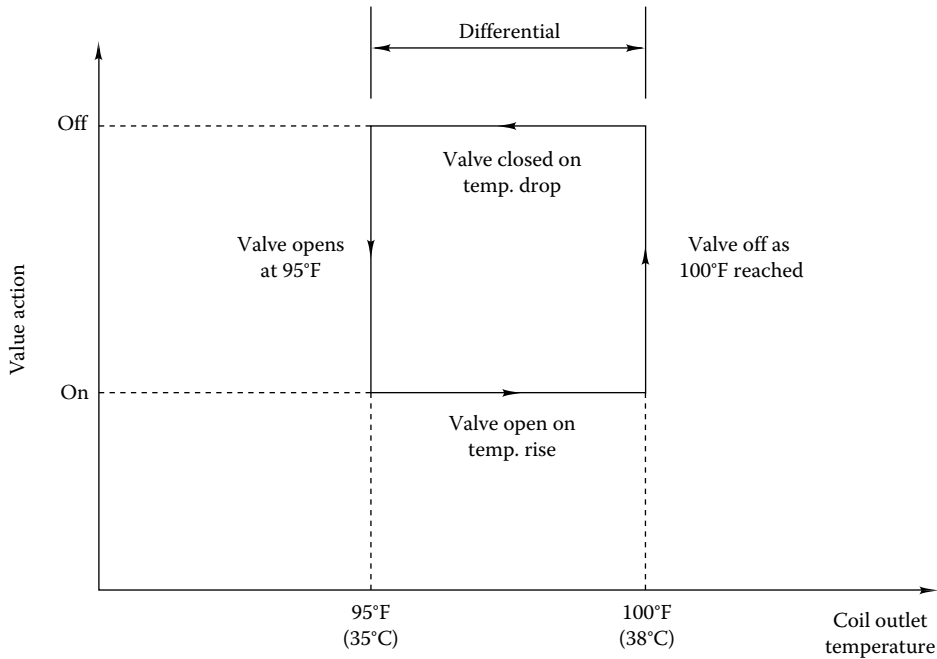 Differential
Off
Valve closed on
temp. drop
Valve opens
at 95°F
Valve off as
100°F reached
Value action
On
Valve open on
temp. rise
95°F
(35°C)
100°F
(38°C)
Coil outlet
temperature